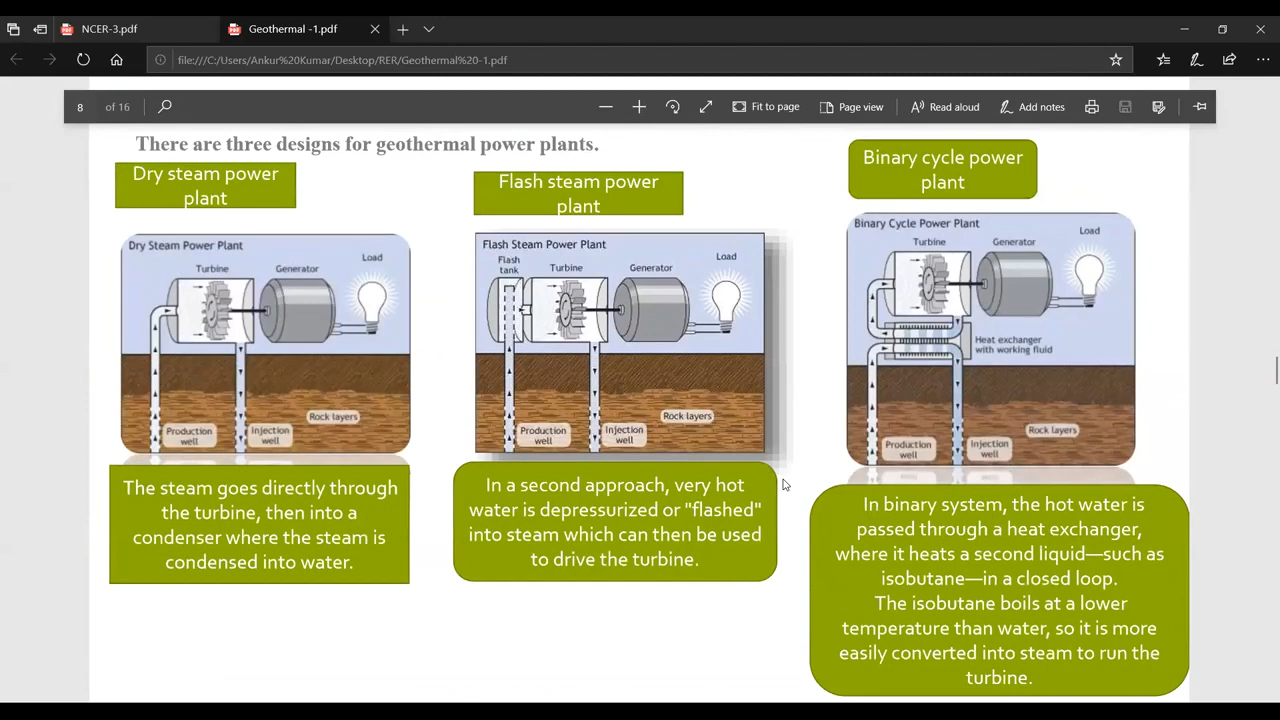 NCER-3.pdf
Geothermal -1.pdf
file:///C:/Users/Ankur%20Kumar/Desktop/RER/Geothermal%20-1.pdf
8 of 16
Fit to page
Page view
Read aloud
Add notes
There are three designs for geothermal power plants.
Dry steam power
plant
Dry Steam Power Plant
Turbine
Generator
Load
Rock layers
Production
well
Injection
well
The steam goes directly through
the turbine, then into a
condenser where the steam is
condensed into water.
Flash steam power
plant
Flash Steam Power Plant
Flash
tank
Turbine
Generator
Load
Rock layers
Production
well
Injection
well
In a second approach, very hot
water is depressurized or "flashed"
into steam which can then be used
to drive the turbine.
Binary cycle power
plant
Binary Cycle Power Plant
Turbine
Generator
Load
Heat exchanger
with working fluid
Rock layers
Production
well
Injection
well
In binary system, the hot water is
passed through a heat exchanger,
where it heats a second liquid—such as
isobutane—in a closed loop.
The isobutane boils at a lower
temperature than water, so it is more
easily converted into steam to run the
turbine.